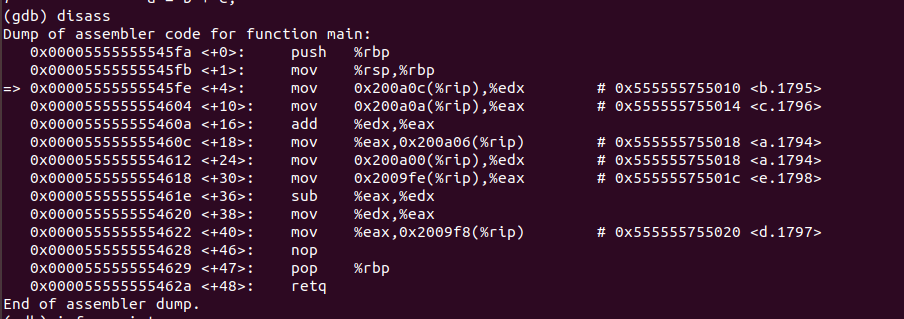 (gdb) disass
Dump of assembler code for function main:
   0x00005555555545fa <+0>:     push   %rbp
   0x00005555555545fb <+1>:     mov    %rsp,%rbp
=> 0x00005555555545fe <+4>:     mov    0x200a0c(%rip),%edx        # 0x555555755010 <b.1795>
   0x0000555555554604 <+10>:    mov    0x200a0a(%rip),%eax        # 0x555555755014 <c.1796>
   0x000055555555460a <+16>:    add    %edx,%eax
   0x000055555555460c <+18>:    mov    %eax,0x200a06(%rip)        # 0x555555755018 <a.1794>
   0x0000555555554612 <+24>:    mov    0x200a00(%rip),%edx        # 0x555555755018 <a.1794>
   0x0000555555554618 <+30>:    mov    0x2009fe(%rip),%eax        # 0x55555575501c <e.1798>
   0x000055555555461e <+36>:    sub    %eax,%edx
   0x0000555555554620 <+38>:    mov    %edx,%eax
   0x0000555555554622 <+40>:    mov    %eax,0x2009f8(%rip)        # 0x555555755020 <d.1797>
   0x0000555555554628 <+46>:    nop
   0x0000555555554629 <+47>:    pop    %rbp
   0x000055555555462a <+48>:    retq
End of assembler dump.